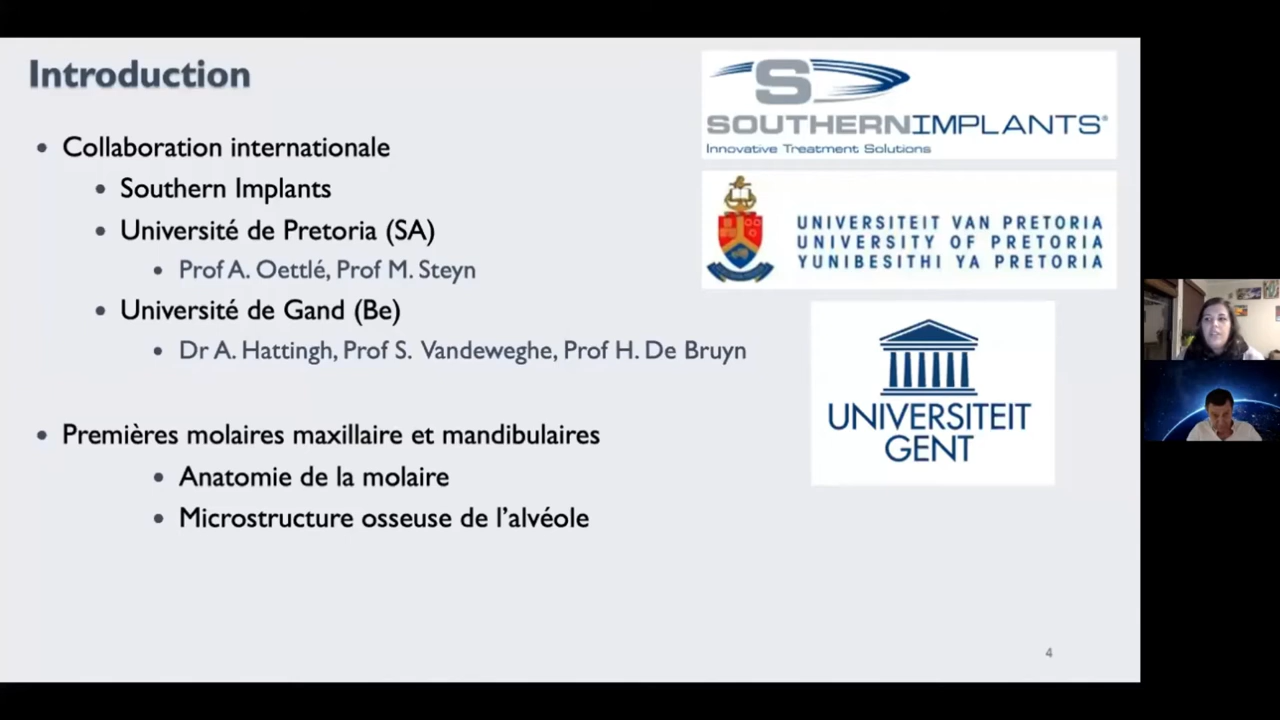 Introduction
• Collaboration internationale
• Southern Implants
• Université de Pretoria (SA)
• Prof A. Oettlé, Prof M. Steyn
• Université de Gand (Be)
• Dr A. Hattingh, Prof S. Vandeweghe, Prof H. De Bruyn
• Premières molaires maxillaire et mandibulaires
• Anatomie de la molaire
• Microstructure osseuse de l’alvéole
S
SOUTHERNIMPLANTS®
Innovative Treatment Solutions
UNIVERSITEIT VAN PRETORIA
UNIVERSITY OF PRETORIA
YUNIBESITHI YA PRETORIA
UNIVERSITEIT
GENT
4